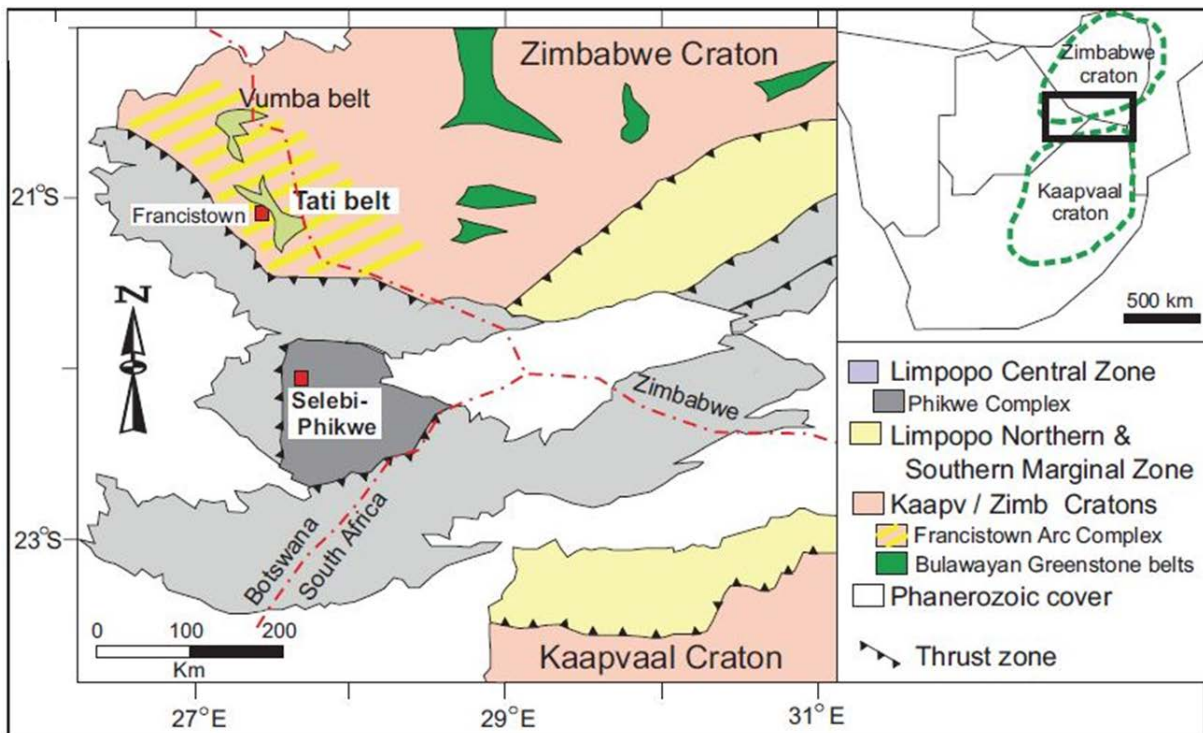 Zimbabwe Craton
Vumba belt
21°S
Tati belt
Francistown
N
Selebi-
Phikwe
Zimbabwe
23°S
Botswana
South Africa
0 100 200
Km
Kaapvaal Craton
27°E 29°E 31°E
Zimbabwe
craton
Kaapvaal
craton
500 km
Limpopo Central Zone
Phikwe Complex
Limpopo Northern &
Southern Marginal Zone
Kaapv / Zimb Cratons
Francistown Arc Complex
Bulawayan Greenstone belts
Phanerozoic cover
Thrust zone